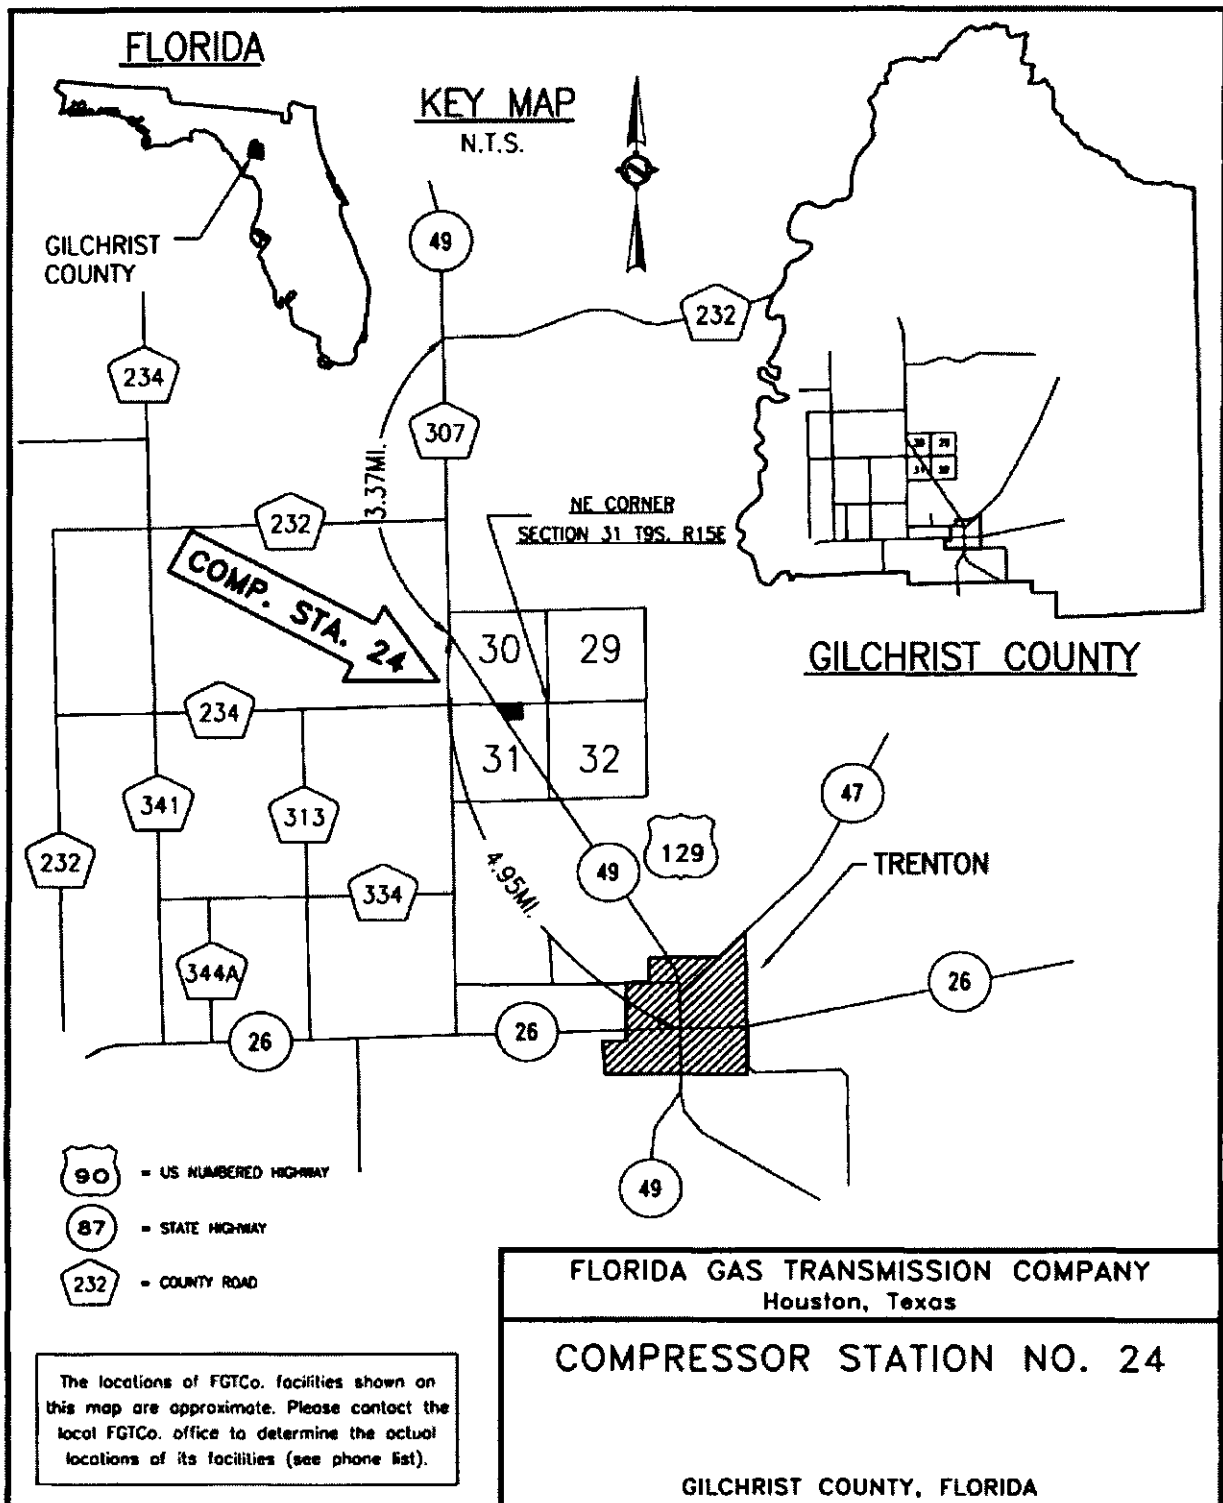 FLORIDA
KEY MAP
N.T.S.
GILCHRIST
COUNTY
49
232
234
307
3.37MI.
232
NE CORNER
SECTION 31 T9S, R15E
30 29
31
COMP. STA. 24
30 29
GILCHRIST COUNTY
234
31 32
47
341
313
129
232
49
TRENTON
334
4.95MI.
344A
26
26
26
49
90 = US NUMBERED HIGHWAY
87 = STATE HIGHWAY
232 = COUNTY ROAD
FLORIDA GAS TRANSMISSION COMPANY
Houston, Texas
COMPRESSOR STATION NO. 24
GILCHRIST COUNTY, FLORIDA
The locations of FGTCo. facilities shown on
this map are approximate. Please contact the
local FGTCo. office to determine the actual
locations of its facilities (see phone list).